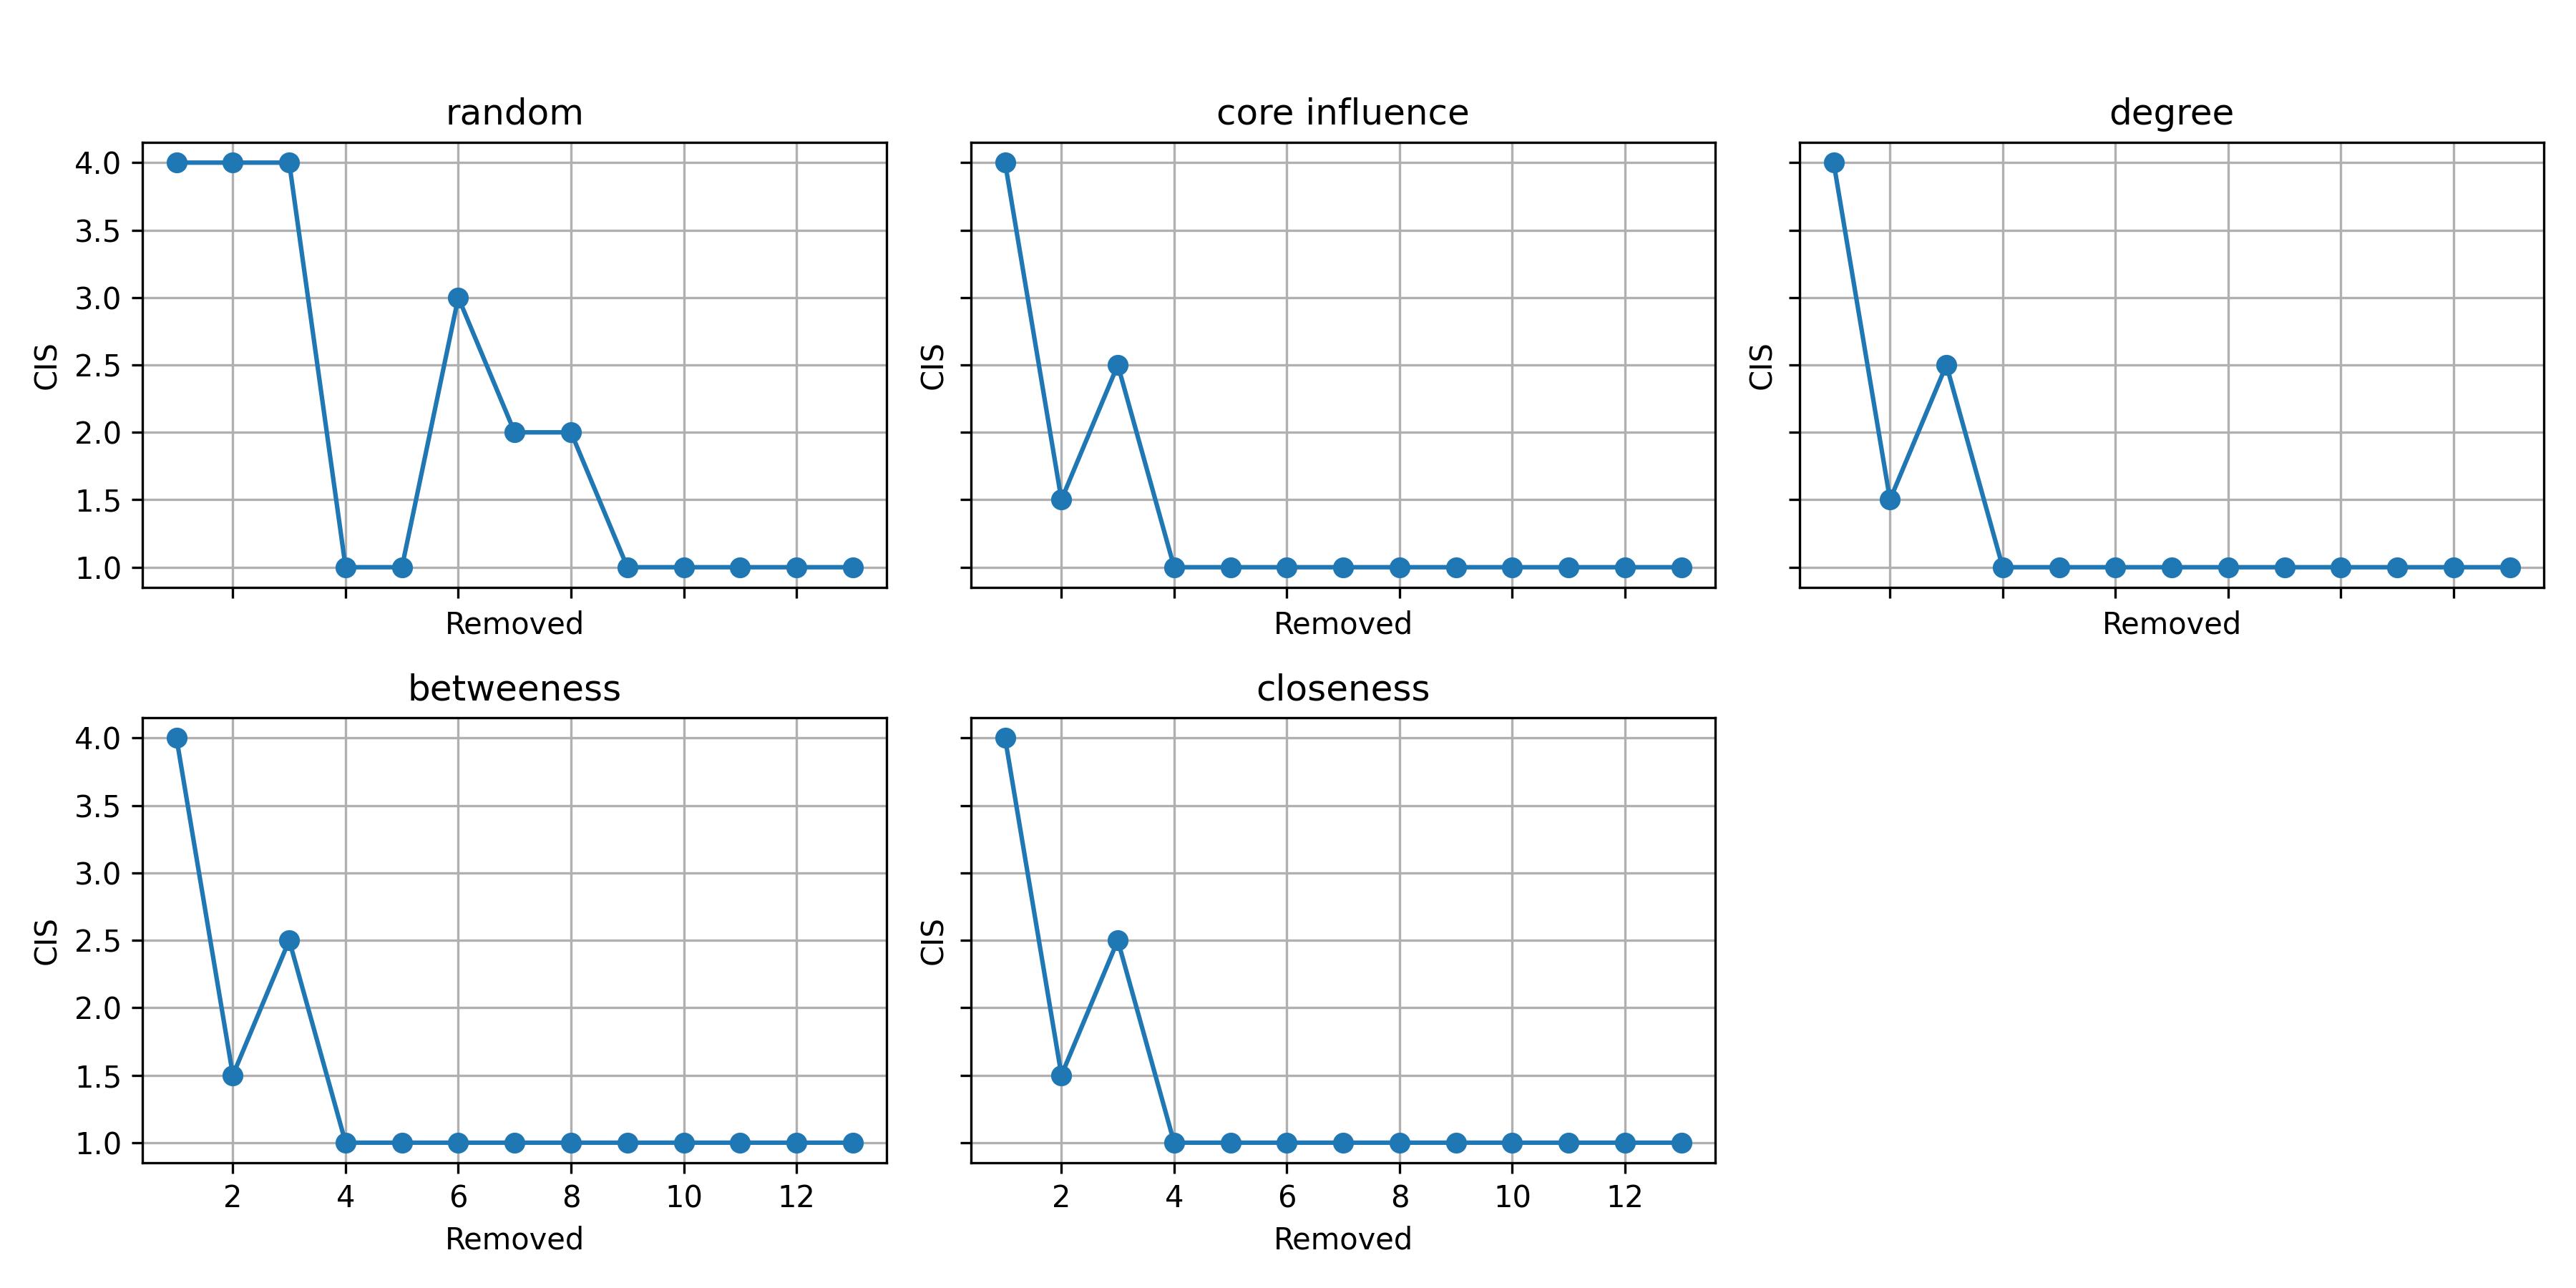 random
core influence
degree
4.0
3.5
3.0
2.5
2.0
1.5
1.0
CIS
CIS
CIS
Removed
Removed
Removed
betweeness
closeness
4.0
3.5
3.0
2.5
2.0
1.5
1.0
CIS
CIS
2 4 6 8 10 12
2 4 6 8 10 12
Removed
Removed